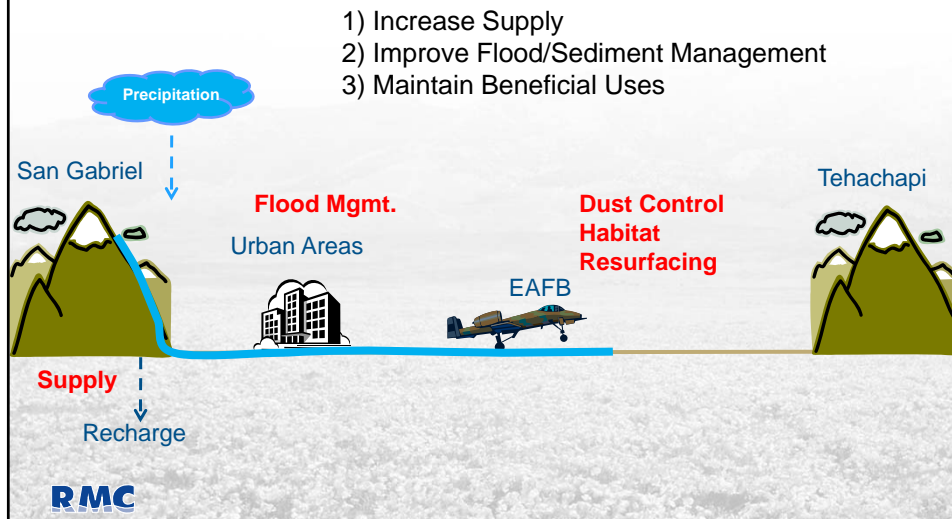 1) Increase Supply
2) Improve Flood/Sediment Management
3) Maintain Beneficial Uses
Precipitation
San Gabriel
Tehachapi
Flood Mgmt.
Urban Areas
Dust Control
Habitat
Resurfacing
EAFB
Supply
Recharge
RMC